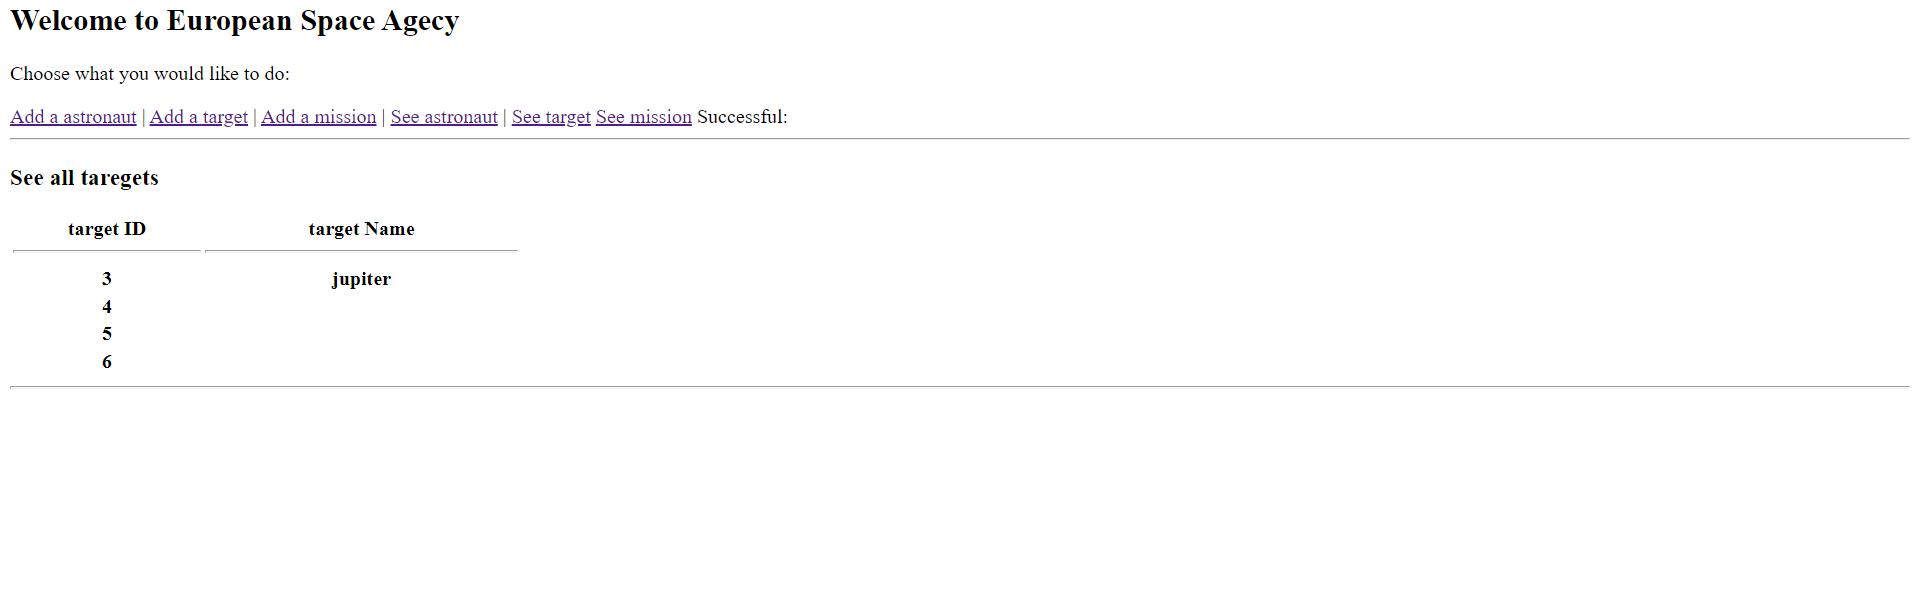 Welcome to European Space Agecy
Choose what you would like to do:
Add a astronaut | Add a target | Add a mission | See astronaut | See target See mission Successful:
See all taregets
target ID target Name
3 jupiter
4
5
6